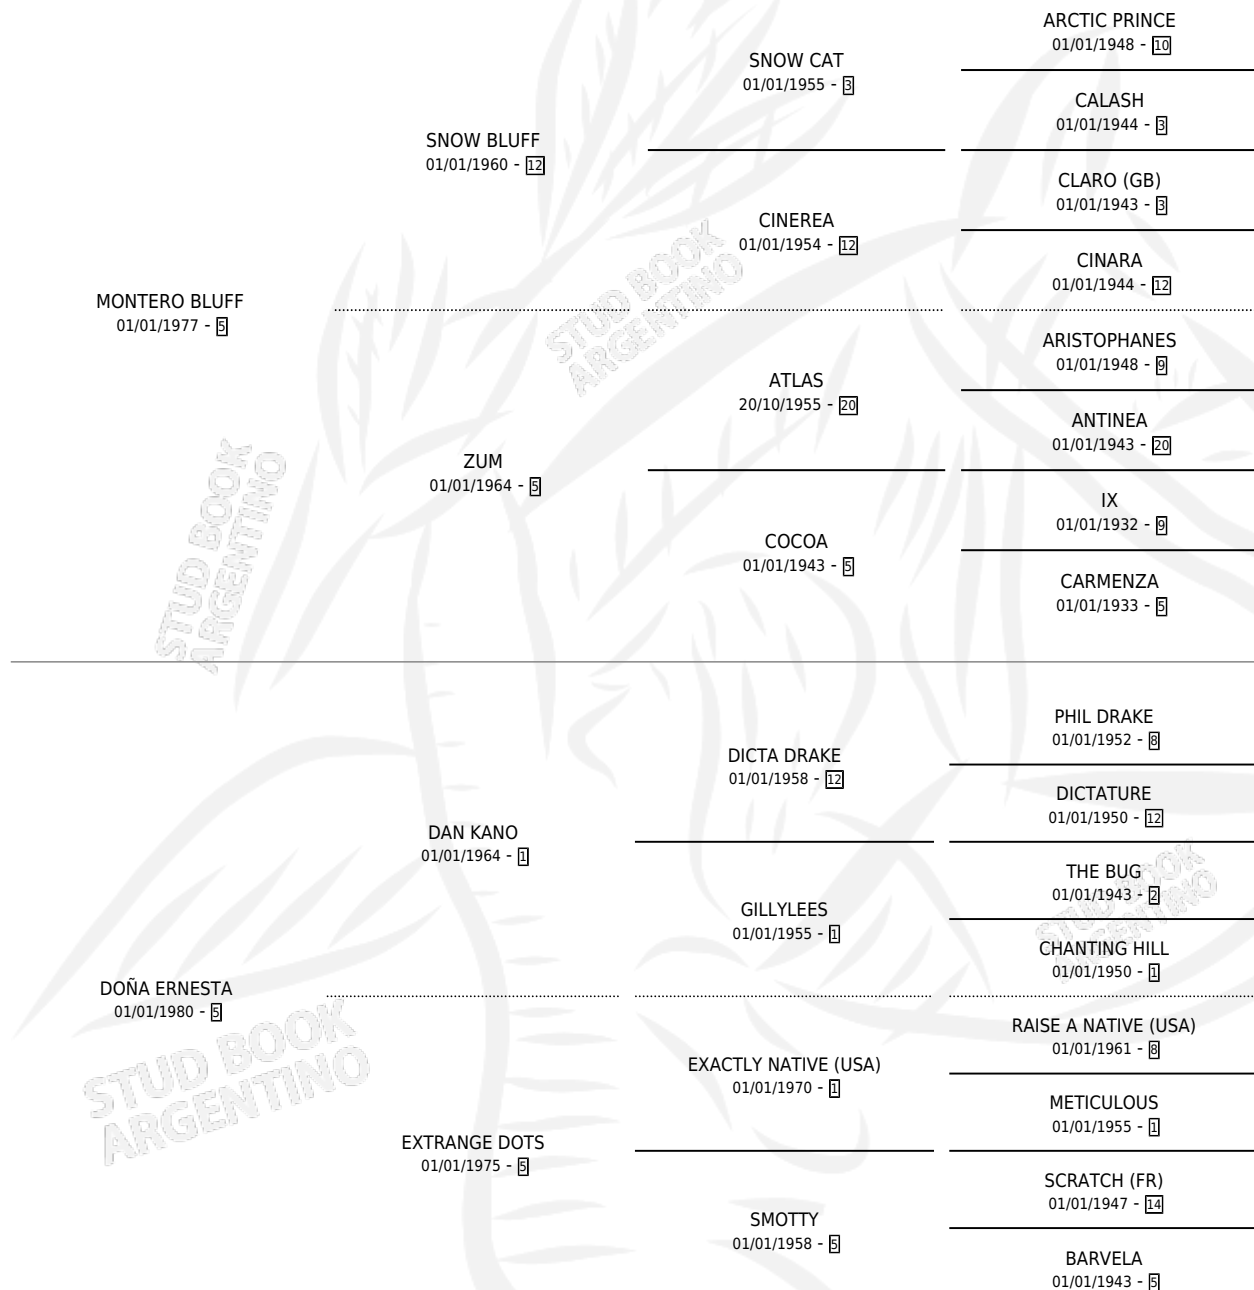 ARCTIC PRINCE
01/01/1948 - 10
SNOW CAT
01/01/1955 - 3
CALASH
01/01/1944 - 3
SNOW BLUFF
01/01/1960 - 12
CLARO (GB)
01/01/1943 - 3
CINEREA
01/01/1954 - 12
CINARA
01/01/1944 - 12
MONTERO BLUFF
01/01/1977 - 5
STUD BOOK
ARGENTINO
ARISTOPHANES
01/01/1948 - 9
ATLAS
20/10/1955 - 20
ANTINEA
01/01/1943 - 20
ZUM
01/01/1964 - 5
IX
01/01/1932 - 9
COCOA
01/01/1943 - 5
CARMENZA
01/01/1933 - 5
STUD BOOK
ARGENTINO
PHIL DRAKE
01/01/1952 - 8
DICTA DRAKE
01/01/1958 - 12
DICTATURE
01/01/1950 - 12
DAN KANO
01/01/1964 - 1
THE BUG
01/01/1943 - 2
GILLYLEES
01/01/1955 - 1
STUD BOOK
ARGENTINO
CHANTING HILL
01/01/1950 - 1
DOÑA ERNESTA
01/01/1980 - 5
RAISE A NATIVE (USA)
01/01/1961 - 8
EXACTLY NATIVE (USA)
01/01/1970 - 1
STUD BOOK
ARGENTINO
METICULOUS
01/01/1955 - 1
EXTRANGE DOTS
01/01/1975 - 5
SCRATCH (FR)
01/01/1947 - 14
SMOTTY
01/01/1958 - 5
BARVELA
01/01/1943 - 5